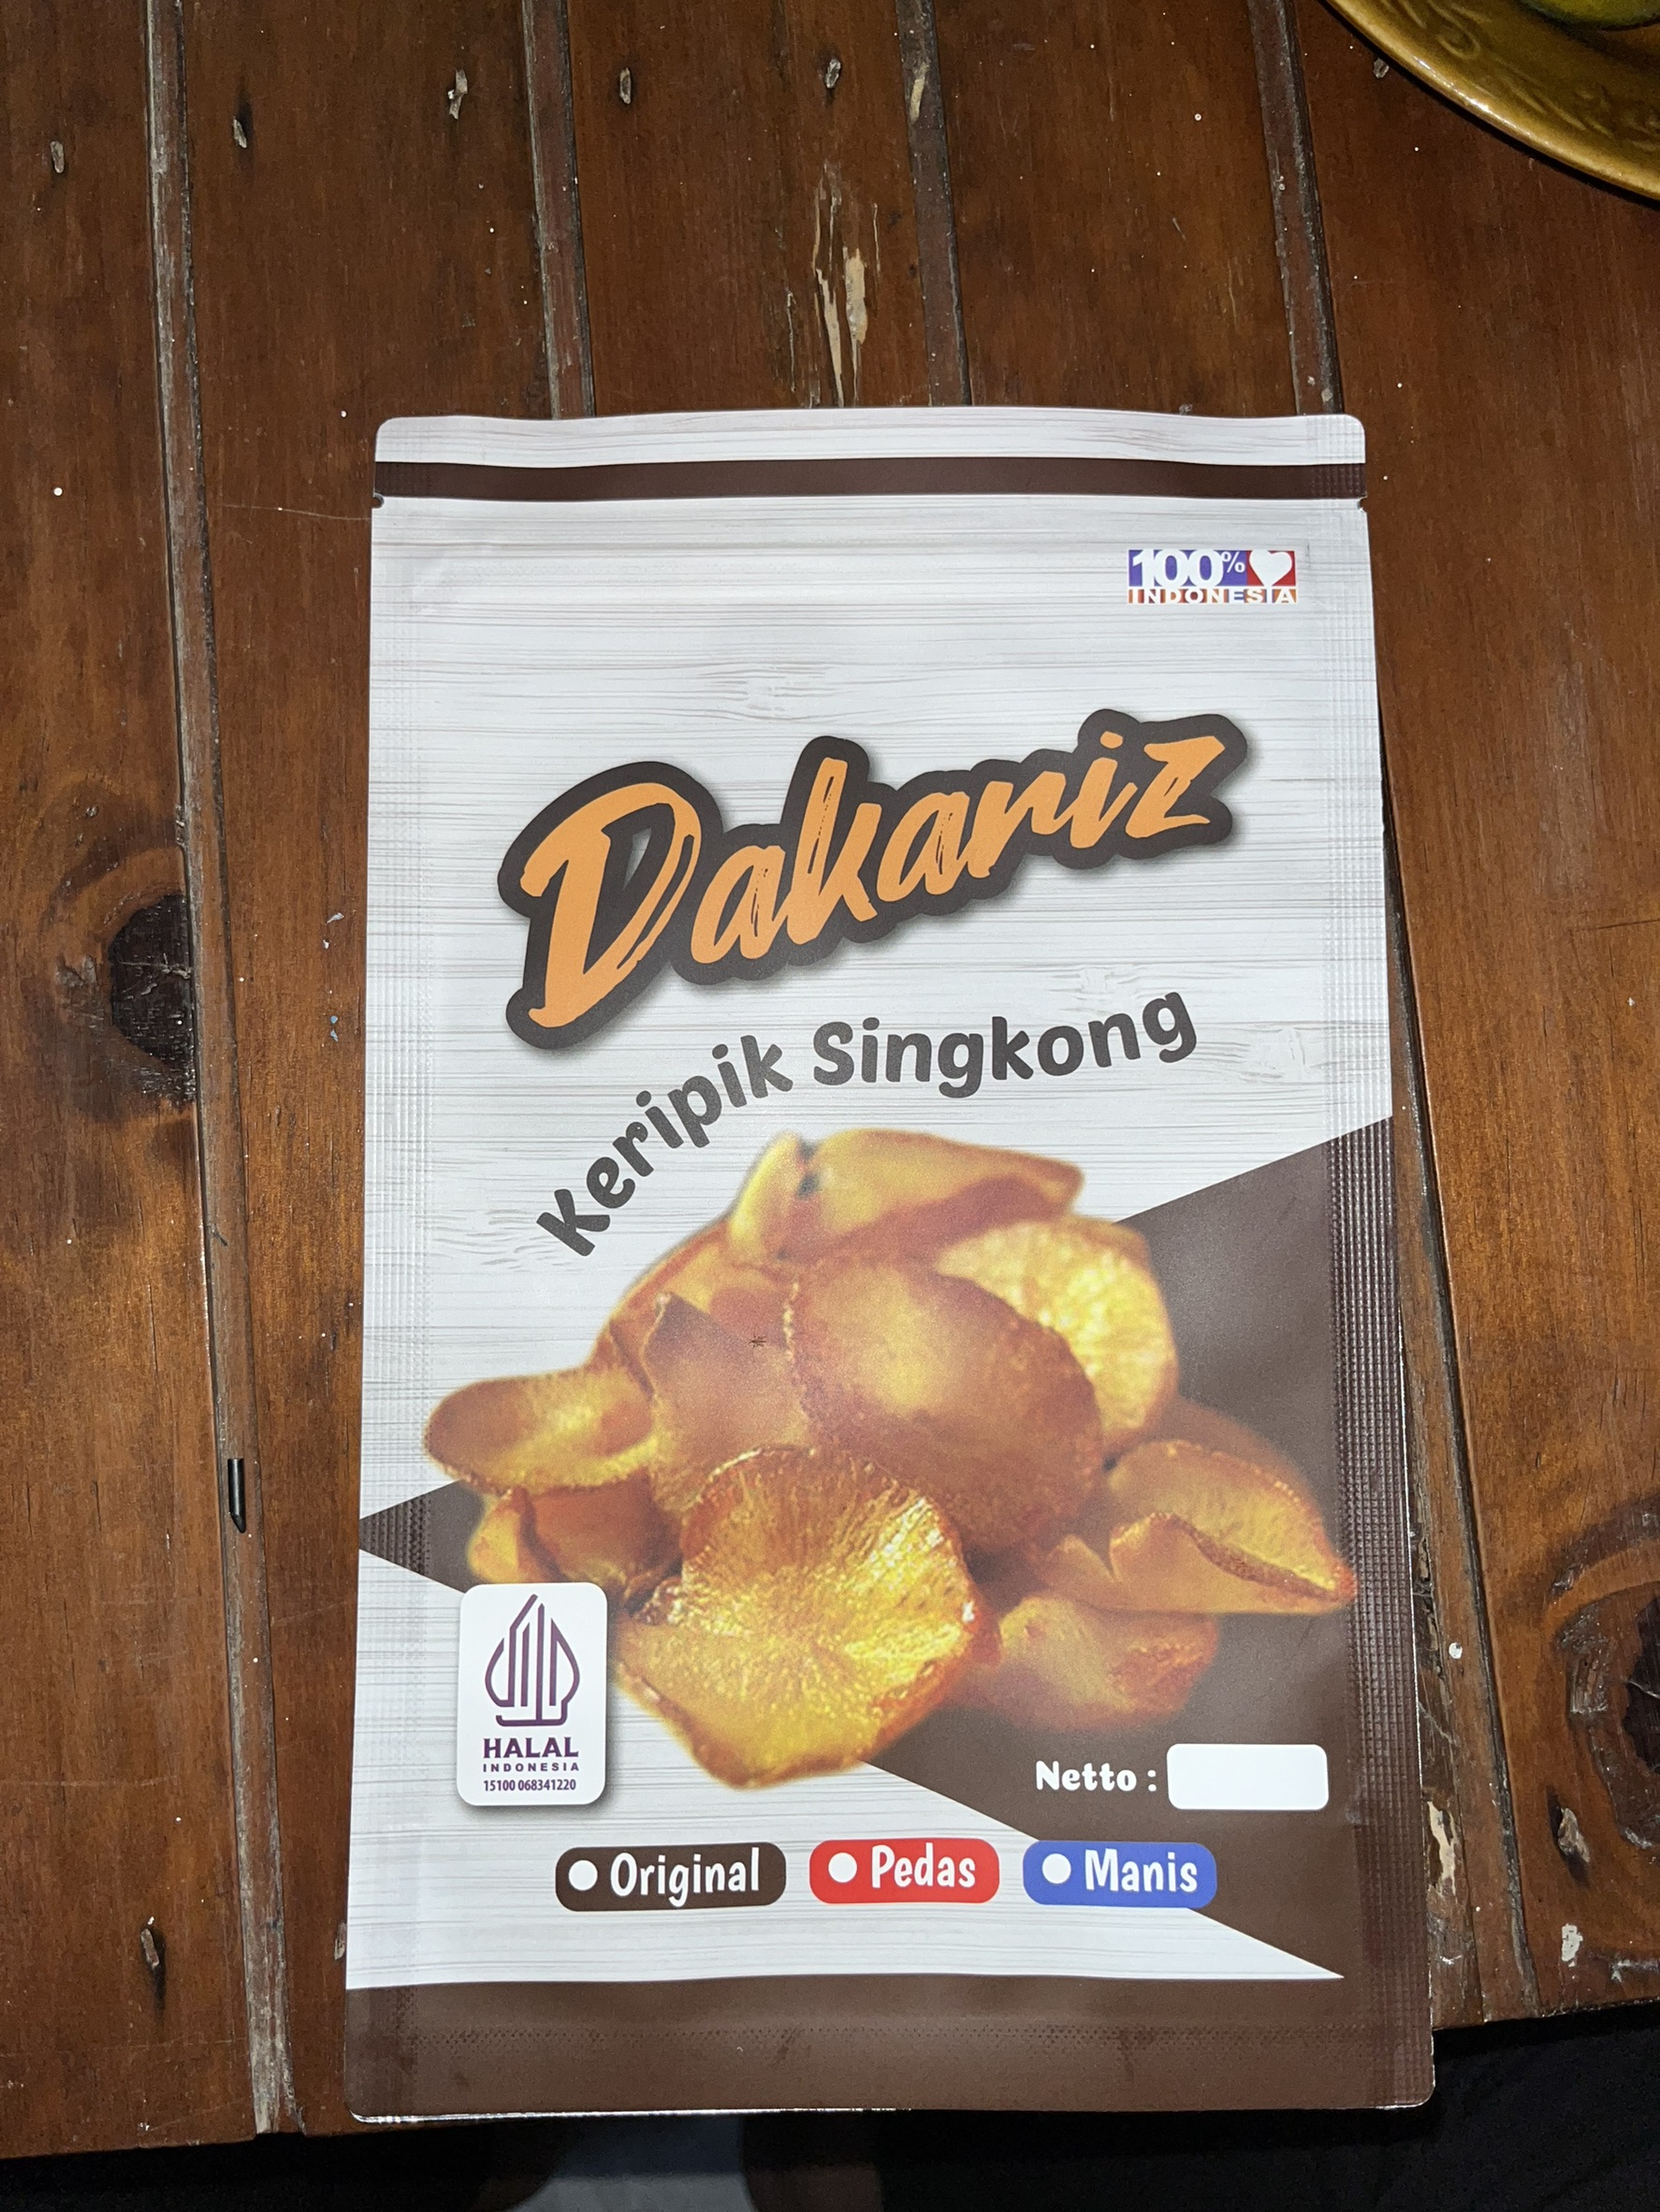 100%
INDONESIA
Dakariz
Keripik Singkong
HALAL
INDONESIA
15100 068341220
Netto :
Original
Pedas
Manis